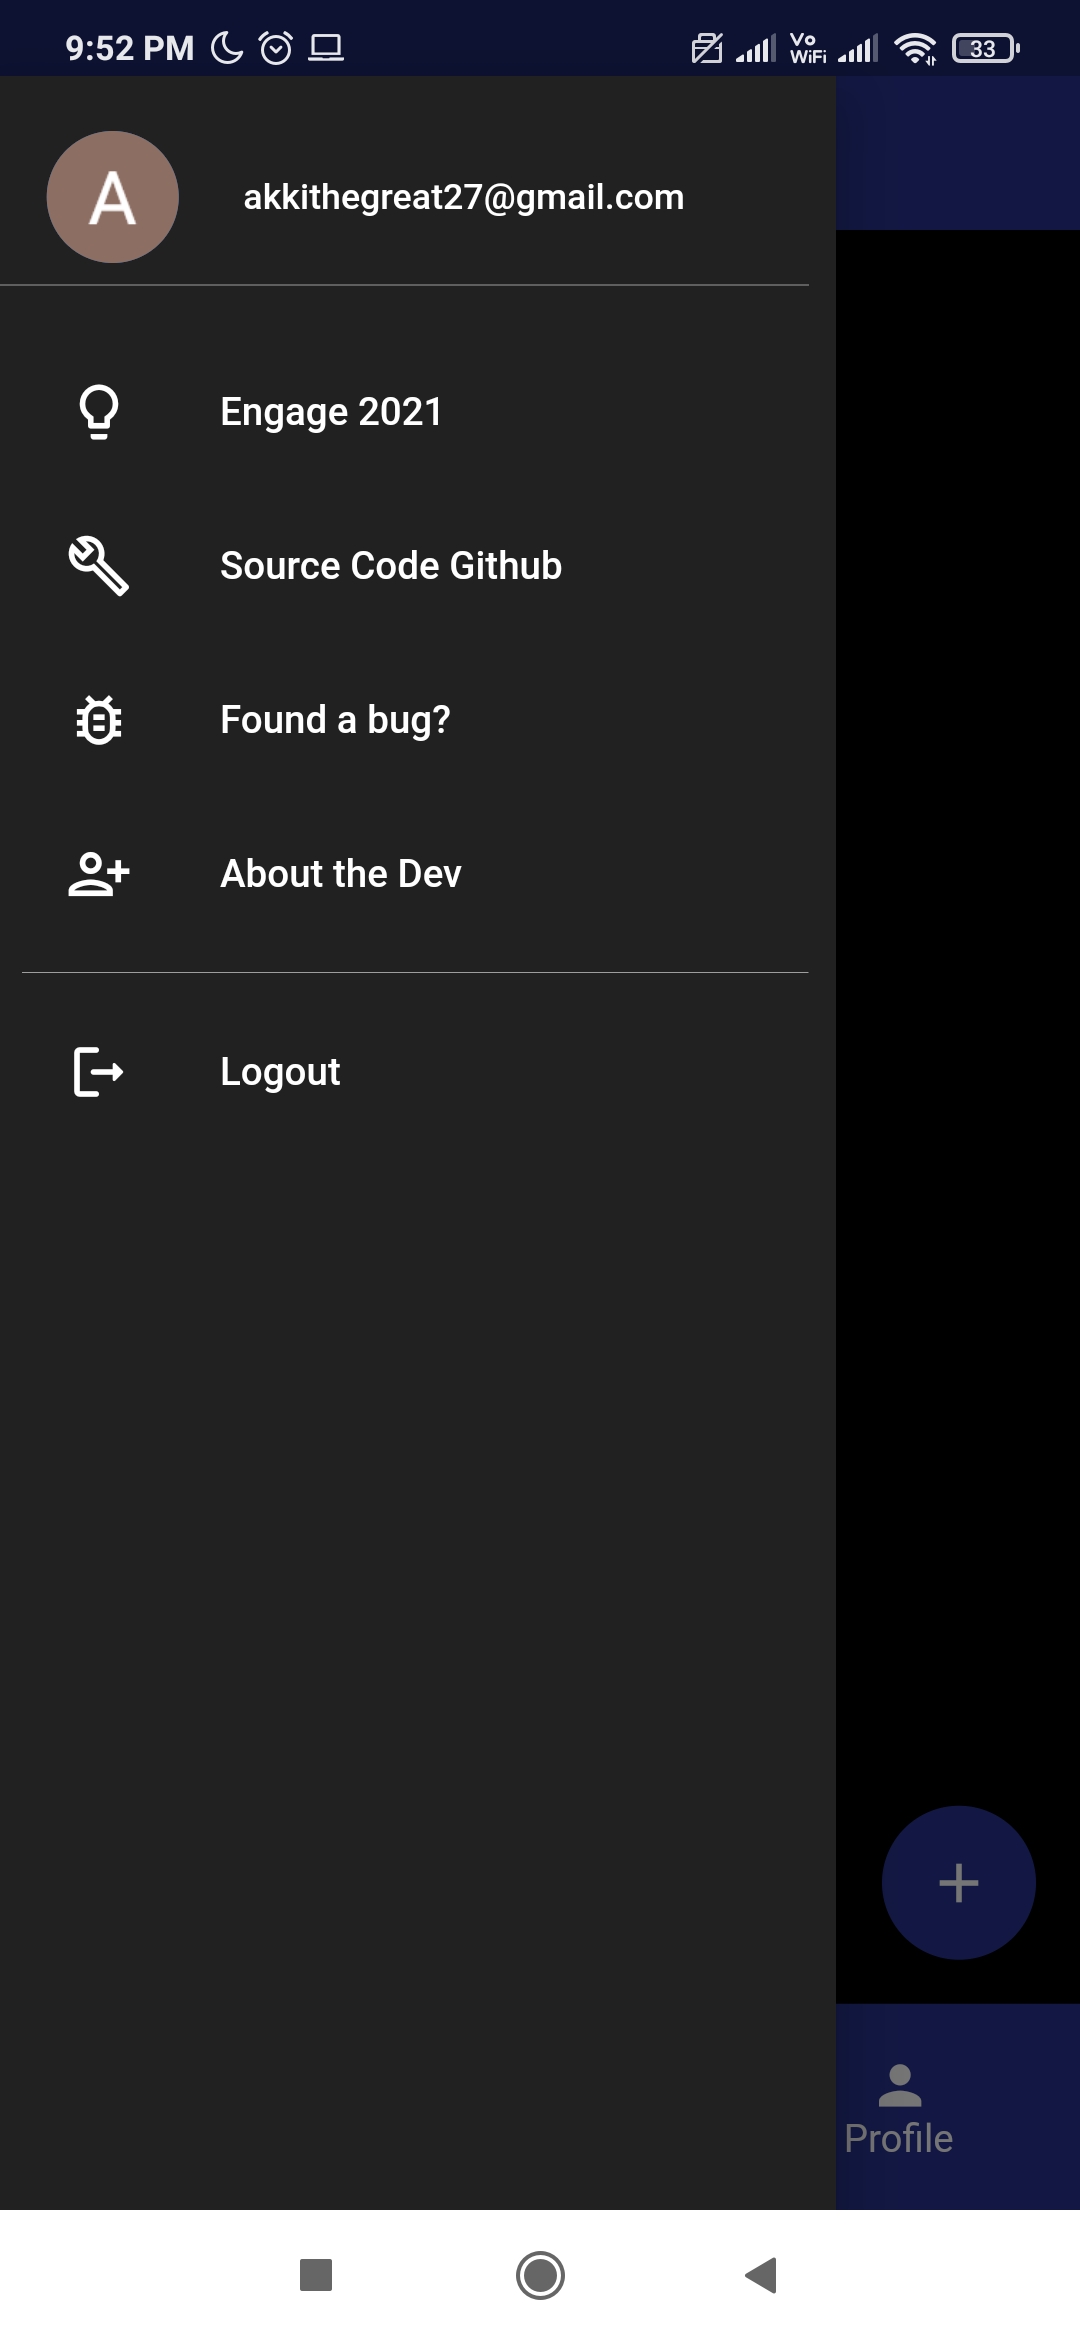 9:52 PM
Vo
WiFi
33
A
akkithegreat27@gmail.com
Engage 2021
Source Code Github
Found a bug?
About the Dev
Logout
Profile